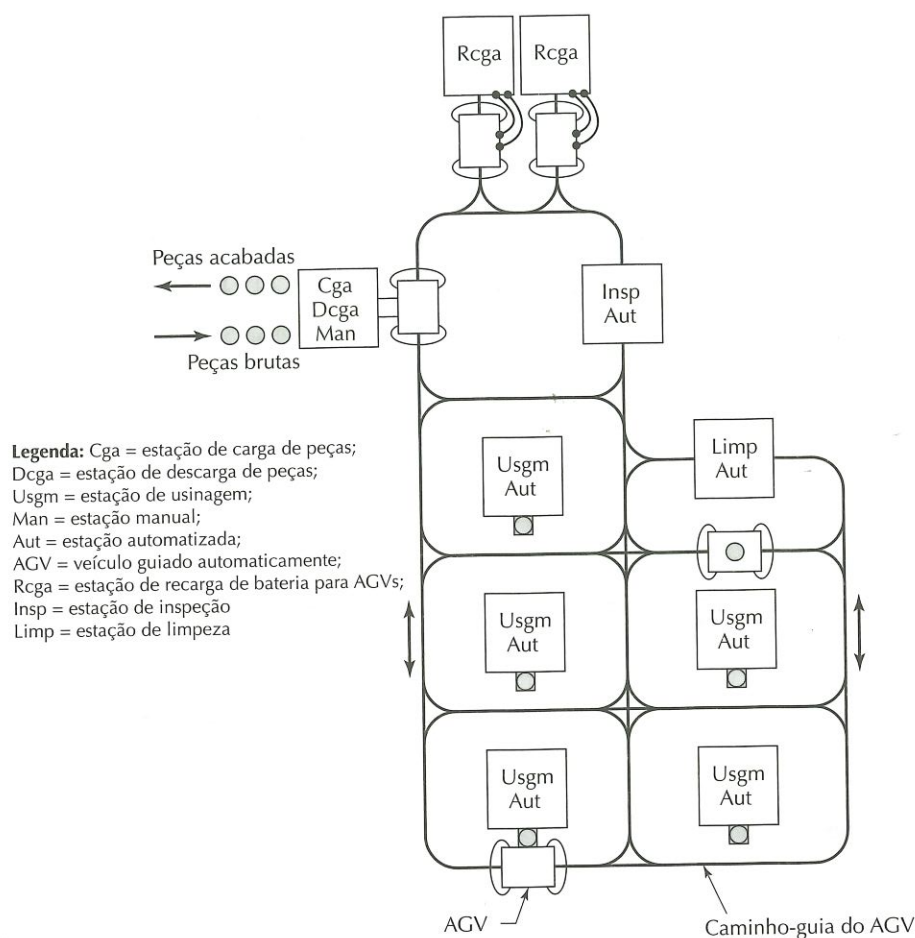 Rcga
Rcga
Peças acabadas
Cga
Dcga
Man
Peças brutas
Insp
Aut
Legenda: Cga = estação de carga de peças;
Dcga = estação de descarga de peças;
Usgm = estação de usinagem;
Man = estação manual;
Aut = estação automatizada;
AGV = veículo guiado automaticamente;
Rcga = estação de recarga de bateria para AGVs;
Insp = estação de inspeção
Limp = estação de limpeza
Usgm
Aut
Limp
Aut
Usgm
Aut
Usgm
Aut
Usgm
Aut
Usgm
Aut
AGV
Caminho-guia do AGV